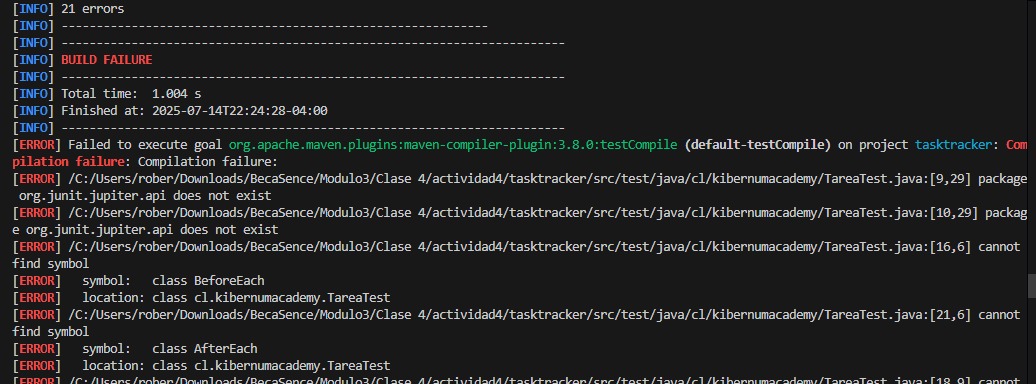 [INFO] 21 errors
[INFO] -------------------------------------------------------------
[INFO] ------------------------------------------------------------------------
[INFO] BUILD FAILURE
[INFO] ------------------------------------------------------------------------
[INFO] Total time:  1.004 s
[INFO] Finished at: 2025-07-14T22:24:28-04:00
[INFO] ------------------------------------------------------------------------
[ERROR] Failed to execute goal org.apache.maven.plugins:maven-compiler-plugin:3.8.0:testCompile (default-testCompile) on project tasktracker: Com
pilation failure: Compilation failure:
[ERROR] /C:/Users/rober/Downloads/BecaSence/Modulo3/Clase 4/actividad4/tasktracker/src/test/java/cl/kibernumacademy/TareaTest.java:[9,29] package
 org.junit.jupiter.api does not exist
[ERROR] /C:/Users/rober/Downloads/BecaSence/Modulo3/Clase 4/actividad4/tasktracker/src/test/java/cl/kibernumacademy/TareaTest.java:[10,29] packag
e org.junit.jupiter.api does not exist
[ERROR] /C:/Users/rober/Downloads/BecaSence/Modulo3/Clase 4/actividad4/tasktracker/src/test/java/cl/kibernumacademy/TareaTest.java:[16,6] cannot
find symbol
[ERROR]   symbol:   class BeforeEach
[ERROR]   location: class cl.kibernumacademy.TareaTest
[ERROR] /C:/Users/rober/Downloads/BecaSence/Modulo3/Clase 4/actividad4/tasktracker/src/test/java/cl/kibernumacademy/TareaTest.java:[21,6] cannot
find symbol
[ERROR]   symbol:   class AfterEach
[ERROR]   location: class cl.kibernumacademy.TareaTest
[ERROR] /C:/Users/rober/Downloads/BecaSence/Modulo3/Clase 4/actividad4/tasktracker/src/test/java/cl/kibernumacademy/TareaTest.java:[18,9] cannot